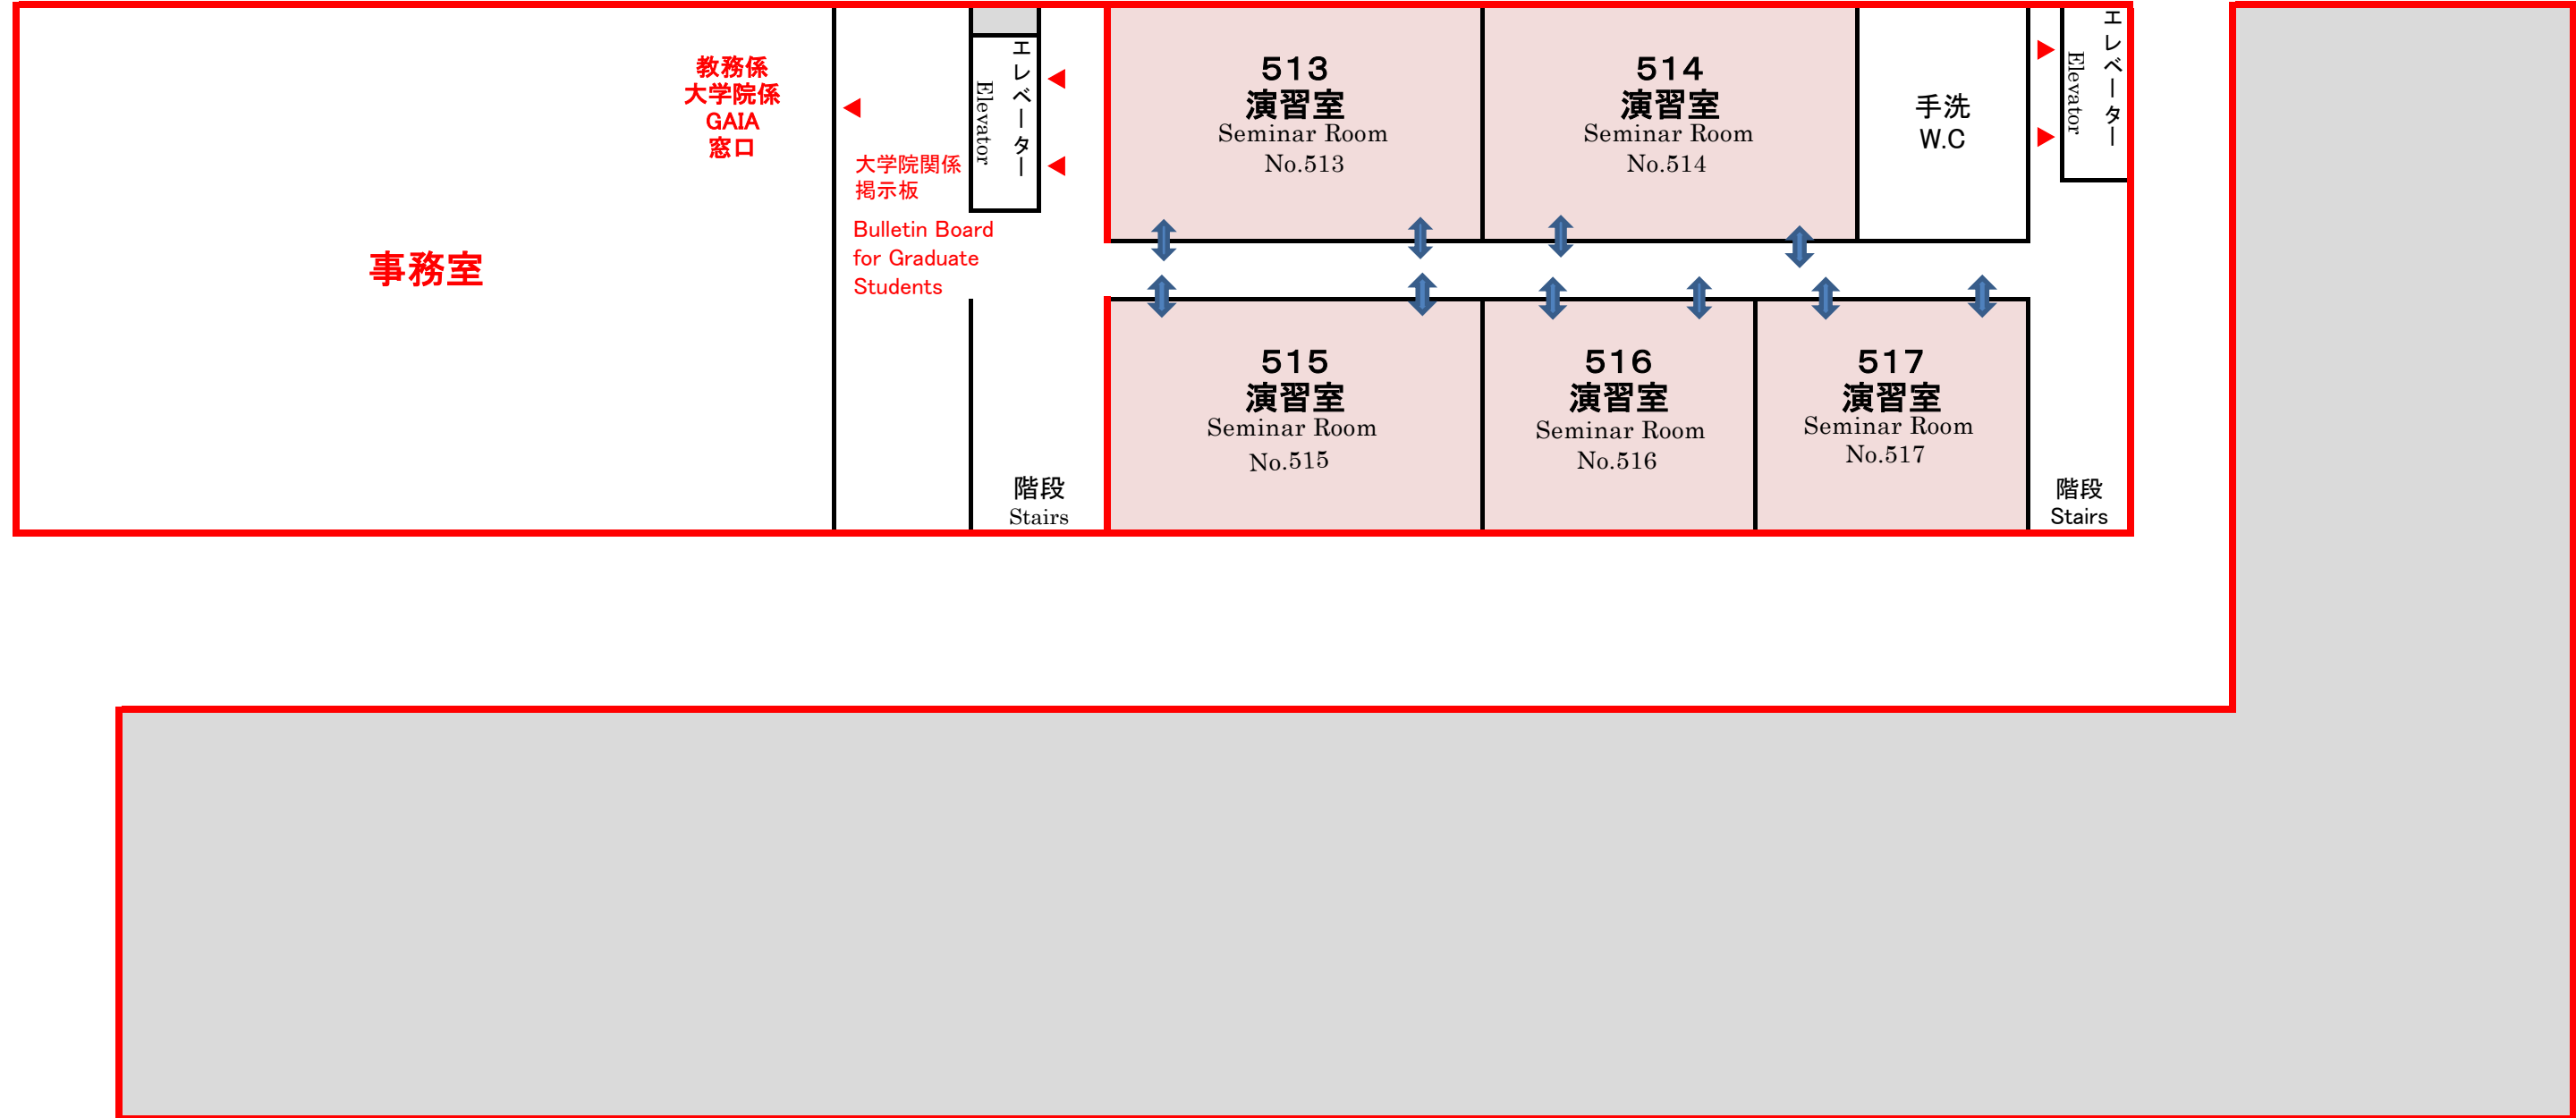 事務室
教務係
大学院係
GAIA
窓口
大学院関係
掲示板
Bulletin Board
for Graduate
Students
エレベーター
Elevator
階段
Stairs
513
演習室
Seminar Room
No.513
514
演習室
Seminar Room
No.514
手洗
W.C
エレベーター
Elevator
515
演習室
Seminar Room
No.515
516
演習室
Seminar Room
No.516
517
演習室
Seminar Room
No.517
階段
Stairs